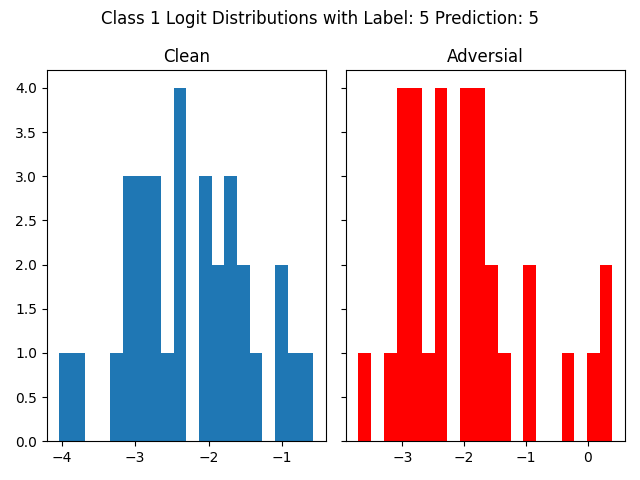 Class 1 Logit Distributions with Label: 5 Prediction: 5
Clean
Adversial
4.0
3.5
3.0
2.5
2.0
1.5
1.0
0.5
0.0
−4 −3 −2 −1
−3 −2 −1 0